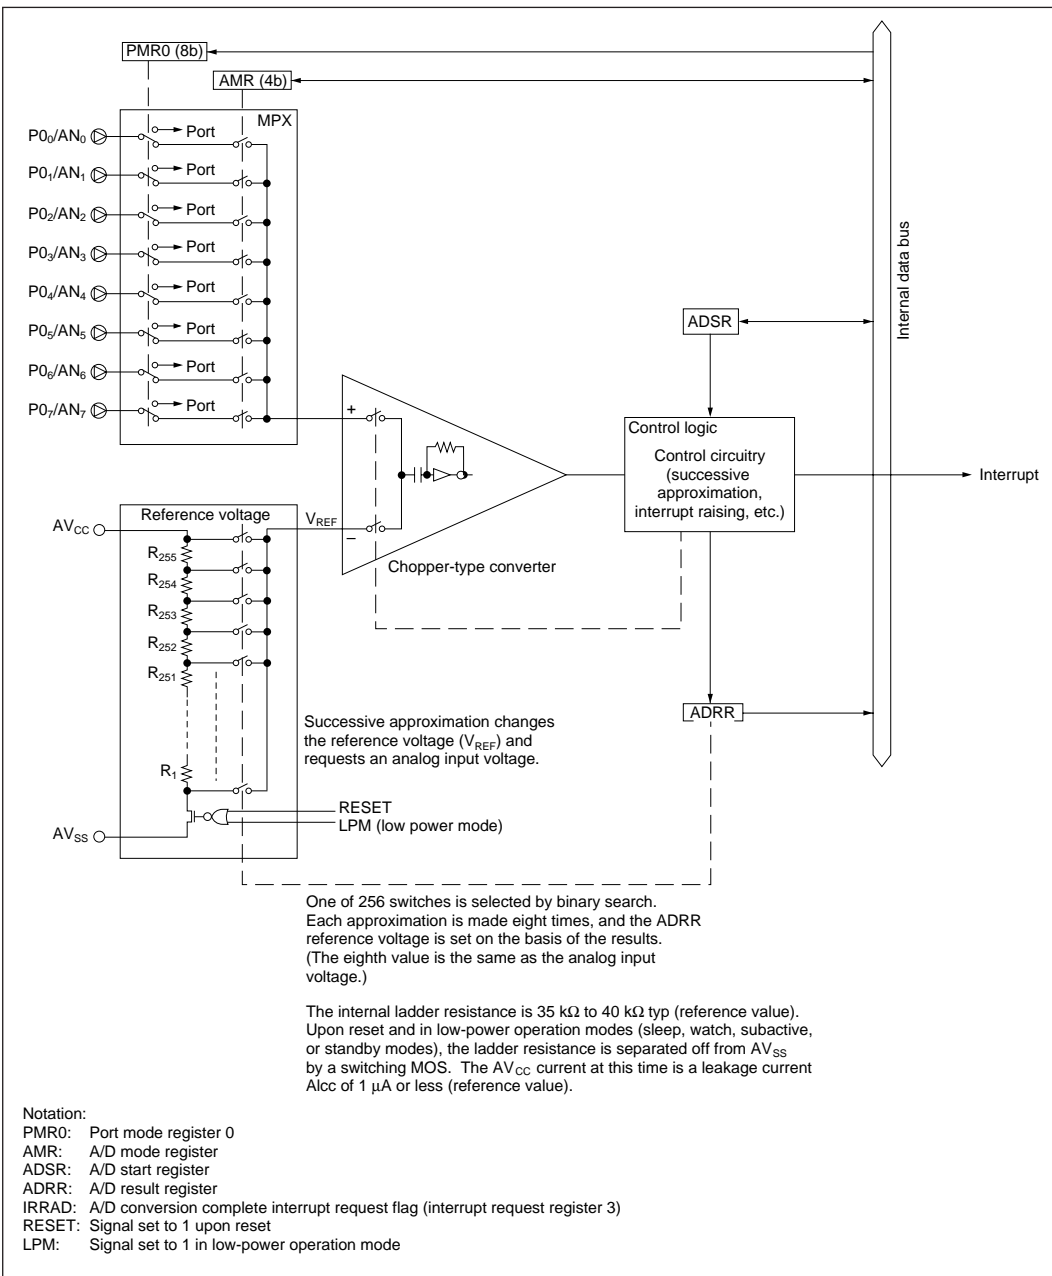 PMR0 (8b)
AMR (4b)
MPX
P0₀/AN₀
Port
P0₁/AN₁
Port
P0₂/AN₂
Port
P0₃/AN₃
Port
P0₄/AN₄
Port
P0₅/AN₅
Port
P0₆/AN₆
Port
P0₇/AN₇
Port
Internal data bus
ADSR
+
Control logic
Control circuitry
(successive
approximation,
interrupt raising, etc.)
Interrupt
V_REF
−
Chopper-type converter
Reference voltage
AV_CC
R₂₅₅
R₂₅₄
R₂₅₃
R₂₅₂
R₂₅₁
R₁
AV_SS
ADRR
Successive approximation changes
the reference voltage (V_REF) and
requests an analog input voltage.
RESET
LPM (low power mode)
One of 256 switches is selected by binary search.
Each approximation is made eight times, and the ADRR
reference voltage is set on the basis of the results.
(The eighth value is the same as the analog input
voltage.)
The internal ladder resistance is 35 kΩ to 40 kΩ typ (reference value).
Upon reset and in low-power operation modes (sleep, watch, subactive,
or standby modes), the ladder resistance is separated off from AV_SS
by a switching MOS. The AV_CC current at this time is a leakage current
AIcc of 1 μA or less (reference value).
Notation:
PMR0: Port mode register 0
AMR: A/D mode register
ADSR: A/D start register
ADRR: A/D result register
IRRAD: A/D conversion complete interrupt request flag (interrupt request register 3)
RESET: Signal set to 1 upon reset
LPM: Signal set to 1 in low-power operation mode